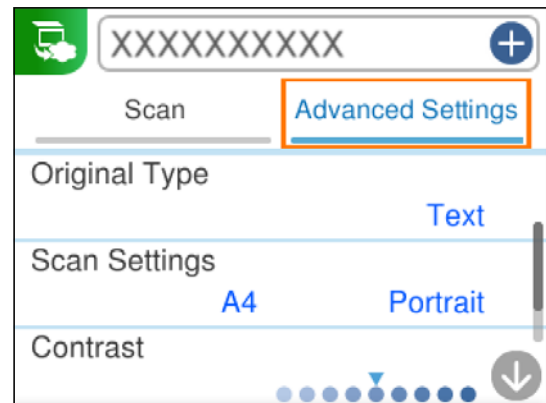 XXXXXXXXXX
Scan Advanced Settings
Original Type
Text
Scan Settings
A4 Portrait
Contrast